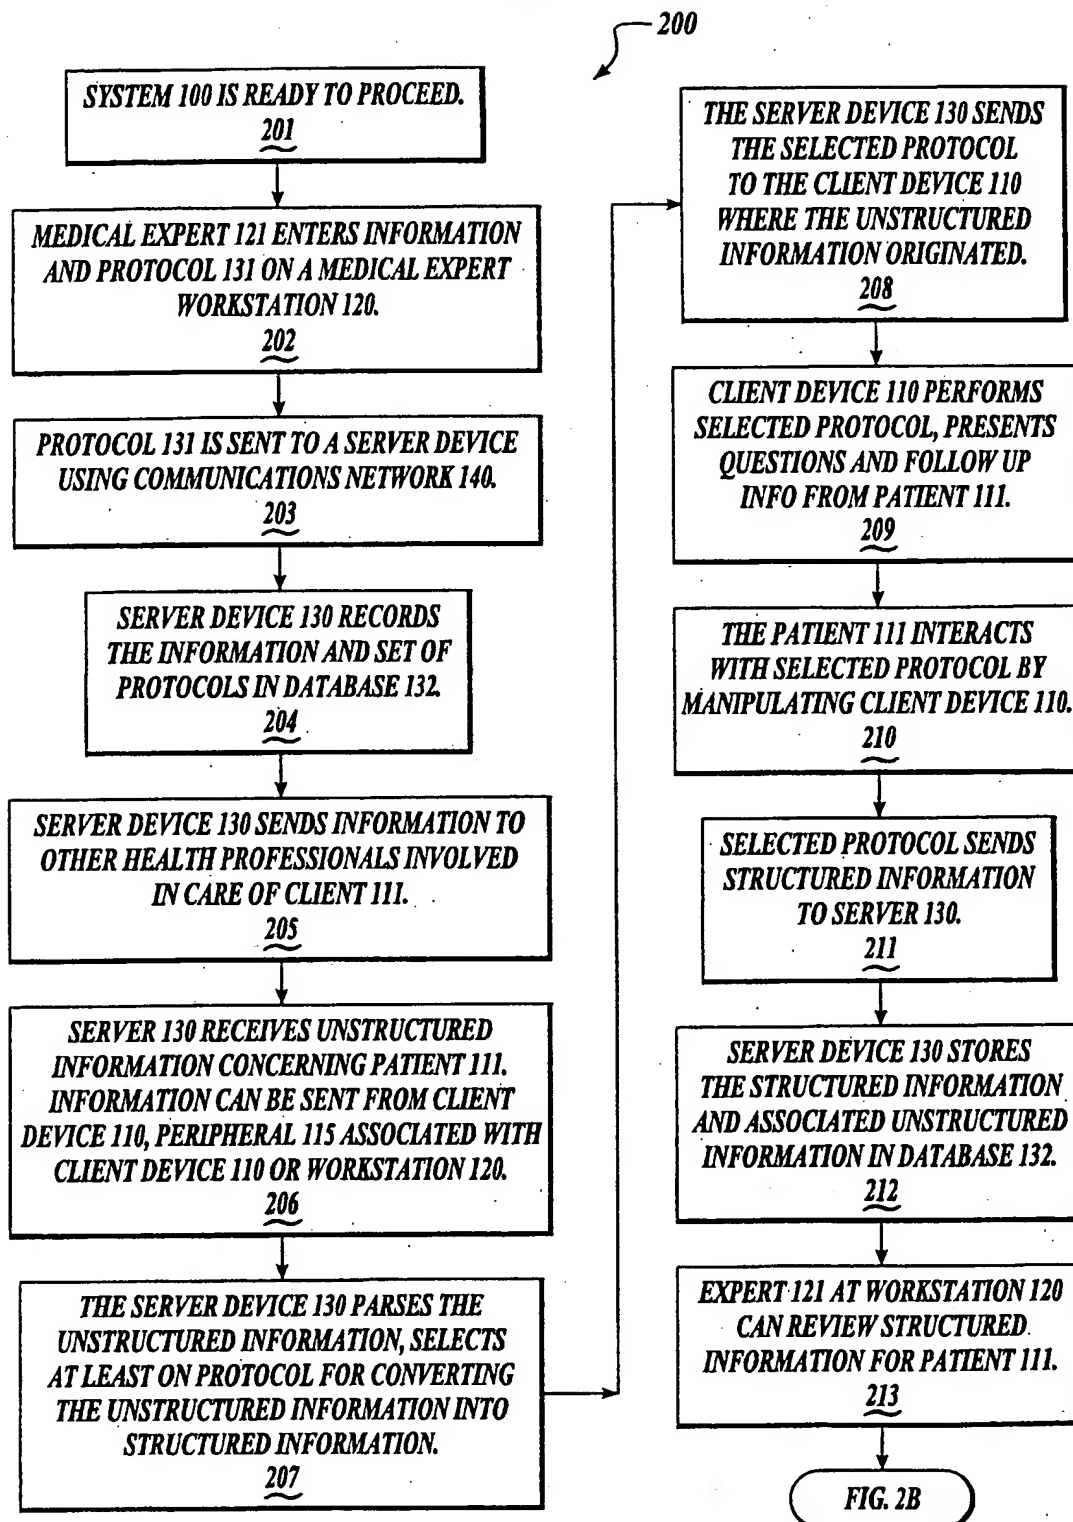 200
SYSTEM 100 IS READY TO PROCEED.
201
MEDICAL EXPERT 121 ENTERS INFORMATION
AND PROTOCOL 131 ON A MEDICAL EXPERT
WORKSTATION 120.
202
PROTOCOL 131 IS SENT TO A SERVER DEVICE
USING COMMUNICATIONS NETWORK 140.
203
SERVER DEVICE 130 RECORDS
THE INFORMATION AND SET OF
PROTOCOLS IN DATABASE 132.
204
SERVER DEVICE 130 SENDS INFORMATION TO
OTHER HEALTH PROFESSIONALS INVOLVED
IN CARE OF CLIENT 111.
205
SERVER 130 RECEIVES UNSTRUCTURED
INFORMATION CONCERNING PATIENT 111.
INFORMATION CAN BE SENT FROM CLIENT
DEVICE 110, PERIPHERAL 115 ASSOCIATED WITH
CLIENT DEVICE 110 OR WORKSTATION 120.
206
THE SERVER DEVICE 130 PARSES THE
UNSTRUCTURED INFORMATION, SELECTS
AT LEAST ON PROTOCOL FOR CONVERTING
THE UNSTRUCTURED INFORMATION INTO
STRUCTURED INFORMATION.
207
THE SERVER DEVICE 130 SENDS
THE SELECTED PROTOCOL
TO THE CLIENT DEVICE 110
WHERE THE UNSTRUCTURED
INFORMATION ORIGINATED.
208
CLIENT DEVICE 110 PERFORMS
SELECTED PROTOCOL, PRESENTS
QUESTIONS AND FOLLOW UP
INFO FROM PATIENT 111.
209
THE PATIENT 111 INTERACTS
WITH SELECTED PROTOCOL BY
MANIPULATING CLIENT DEVICE 110.
210
SELECTED PROTOCOL SENDS
STRUCTURED INFORMATION
TO SERVER 130.
211
SERVER DEVICE 130 STORES
THE STRUCTURED INFORMATION
AND ASSOCIATED UNSTRUCTURED
INFORMATION IN DATABASE 132.
212
EXPERT 121 AT WORKSTATION 120
CAN REVIEW STRUCTURED
INFORMATION FOR PATIENT 111.
213
FIG. 2B